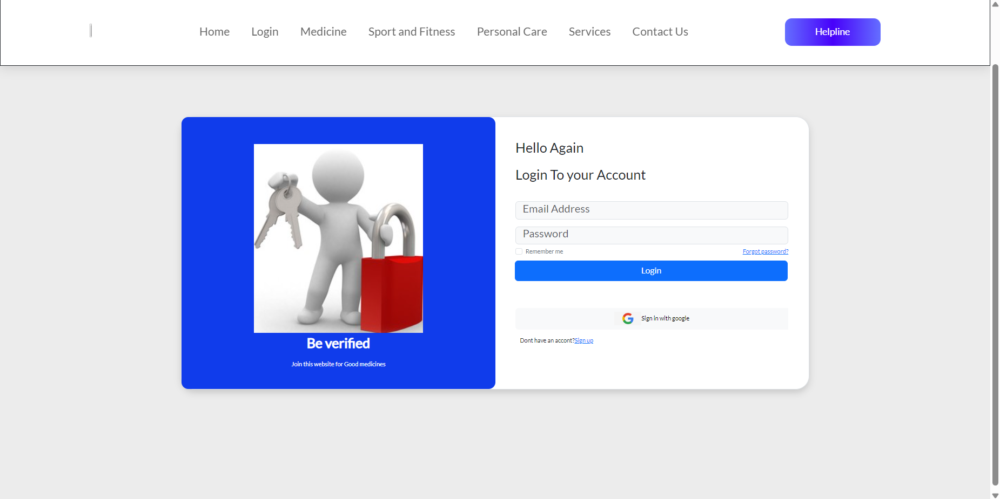 Home Login Medicine Sport and Fitness Personal Care Services Contact Us Helpline
Be verified
Join this website for Good medicines
Hello Again
Login To your Account
Email Address
Password
Remember me Forgot password?
Login
Sign in with google
Dont have an accont?Sign up